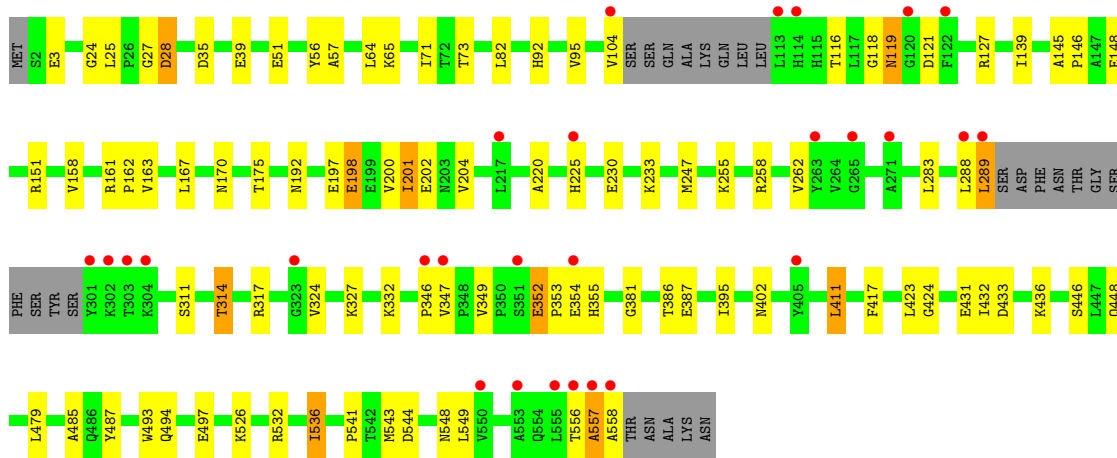 MET S2 E3 G24 L25 P26 G27 D28 D35 E39 E51 Y56 A57 L64 K65 I71 T72 T73 L82 H92 V95 V104 SER SER GLN ALA LYS GLN LEU LEU L113 H114 H115 T116 L117 G118 N119 G120 D121 F122 R127 I139 A145 P146 A147 E148
R151 V158 R161 P162 V163 L167 N170 T175 N192 E197 E198 E199 V200 I201 E202 N203 V204 L217 A220 H225 E230 K233 M247 K255 R258 V262 Y263 V264 G265 A271 L283 L288 L289 SER ASP PHE ASN THR GLY SER
PHE SER TYR SER Y301 K302 T303 K304 S311 T314 R317 G323 V324 K327 K332 P346 V347 P348 V349 P350 S351 E352 P353 E354 H355 G381 T386 E387 I395 N402 Y405 L411 F417 L423 G424 E431 I432 D433 K436 S446 L447 Q448
L479 A485 Q486 Y487 W493 Q494 E497 K526 R532 I536 P541 T542 M543 D544 N548 L549 V550 A553 Q554 L555 T556 A557 A558 THR ASN ALA LYS ASN